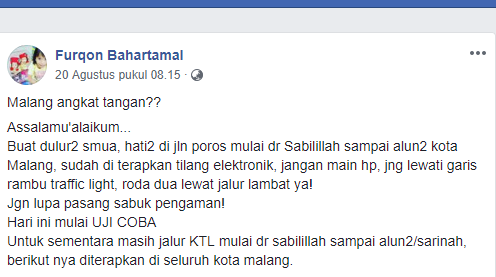 Furqon Bahartamal
20 Agustus pukul 08.15 ·
Malang angkat tangan??
Assalamu'alaikum...
Buat dulur2 smua, hati2 di jln poros mulai dr Sabilillah sampai alun2 kota
Malang, sudah di terapkan tilang elektronik, jangan main hp, jng lewati garis
rambu traffic light, roda dua lewat jalur lambat ya!
Jgn lupa pasang sabuk pengaman!
Hari ini mulai UJI COBA
Untuk sementara masih jalur KTL mulai dr sabilillah sampai alun2/sarinah,
berikut nya diterapkan di seluruh kota malang.